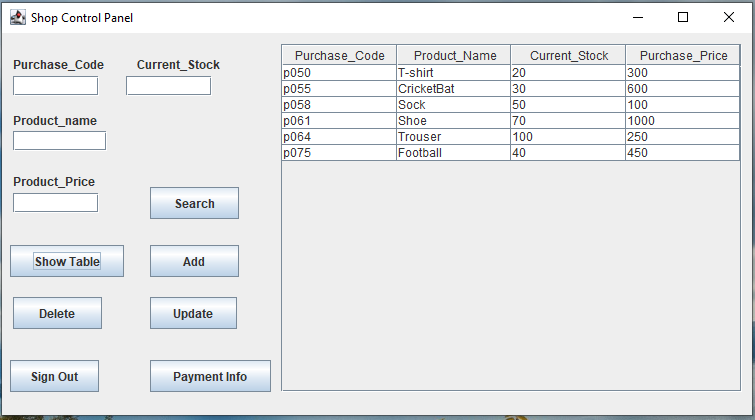 Shop Control Panel
Purchase_Code Current_Stock
Product_name
Product_Price
Search
Show Table Add
Delete Update
Sign Out Payment Info
Purchase_Code Product_Name Current_Stock Purchase_Price
p050 T-shirt 20 300
p055 CricketBat 30 600
p058 Sock 50 100
p061 Shoe 70 1000
p064 Trouser 100 250
p075 Football 40 450